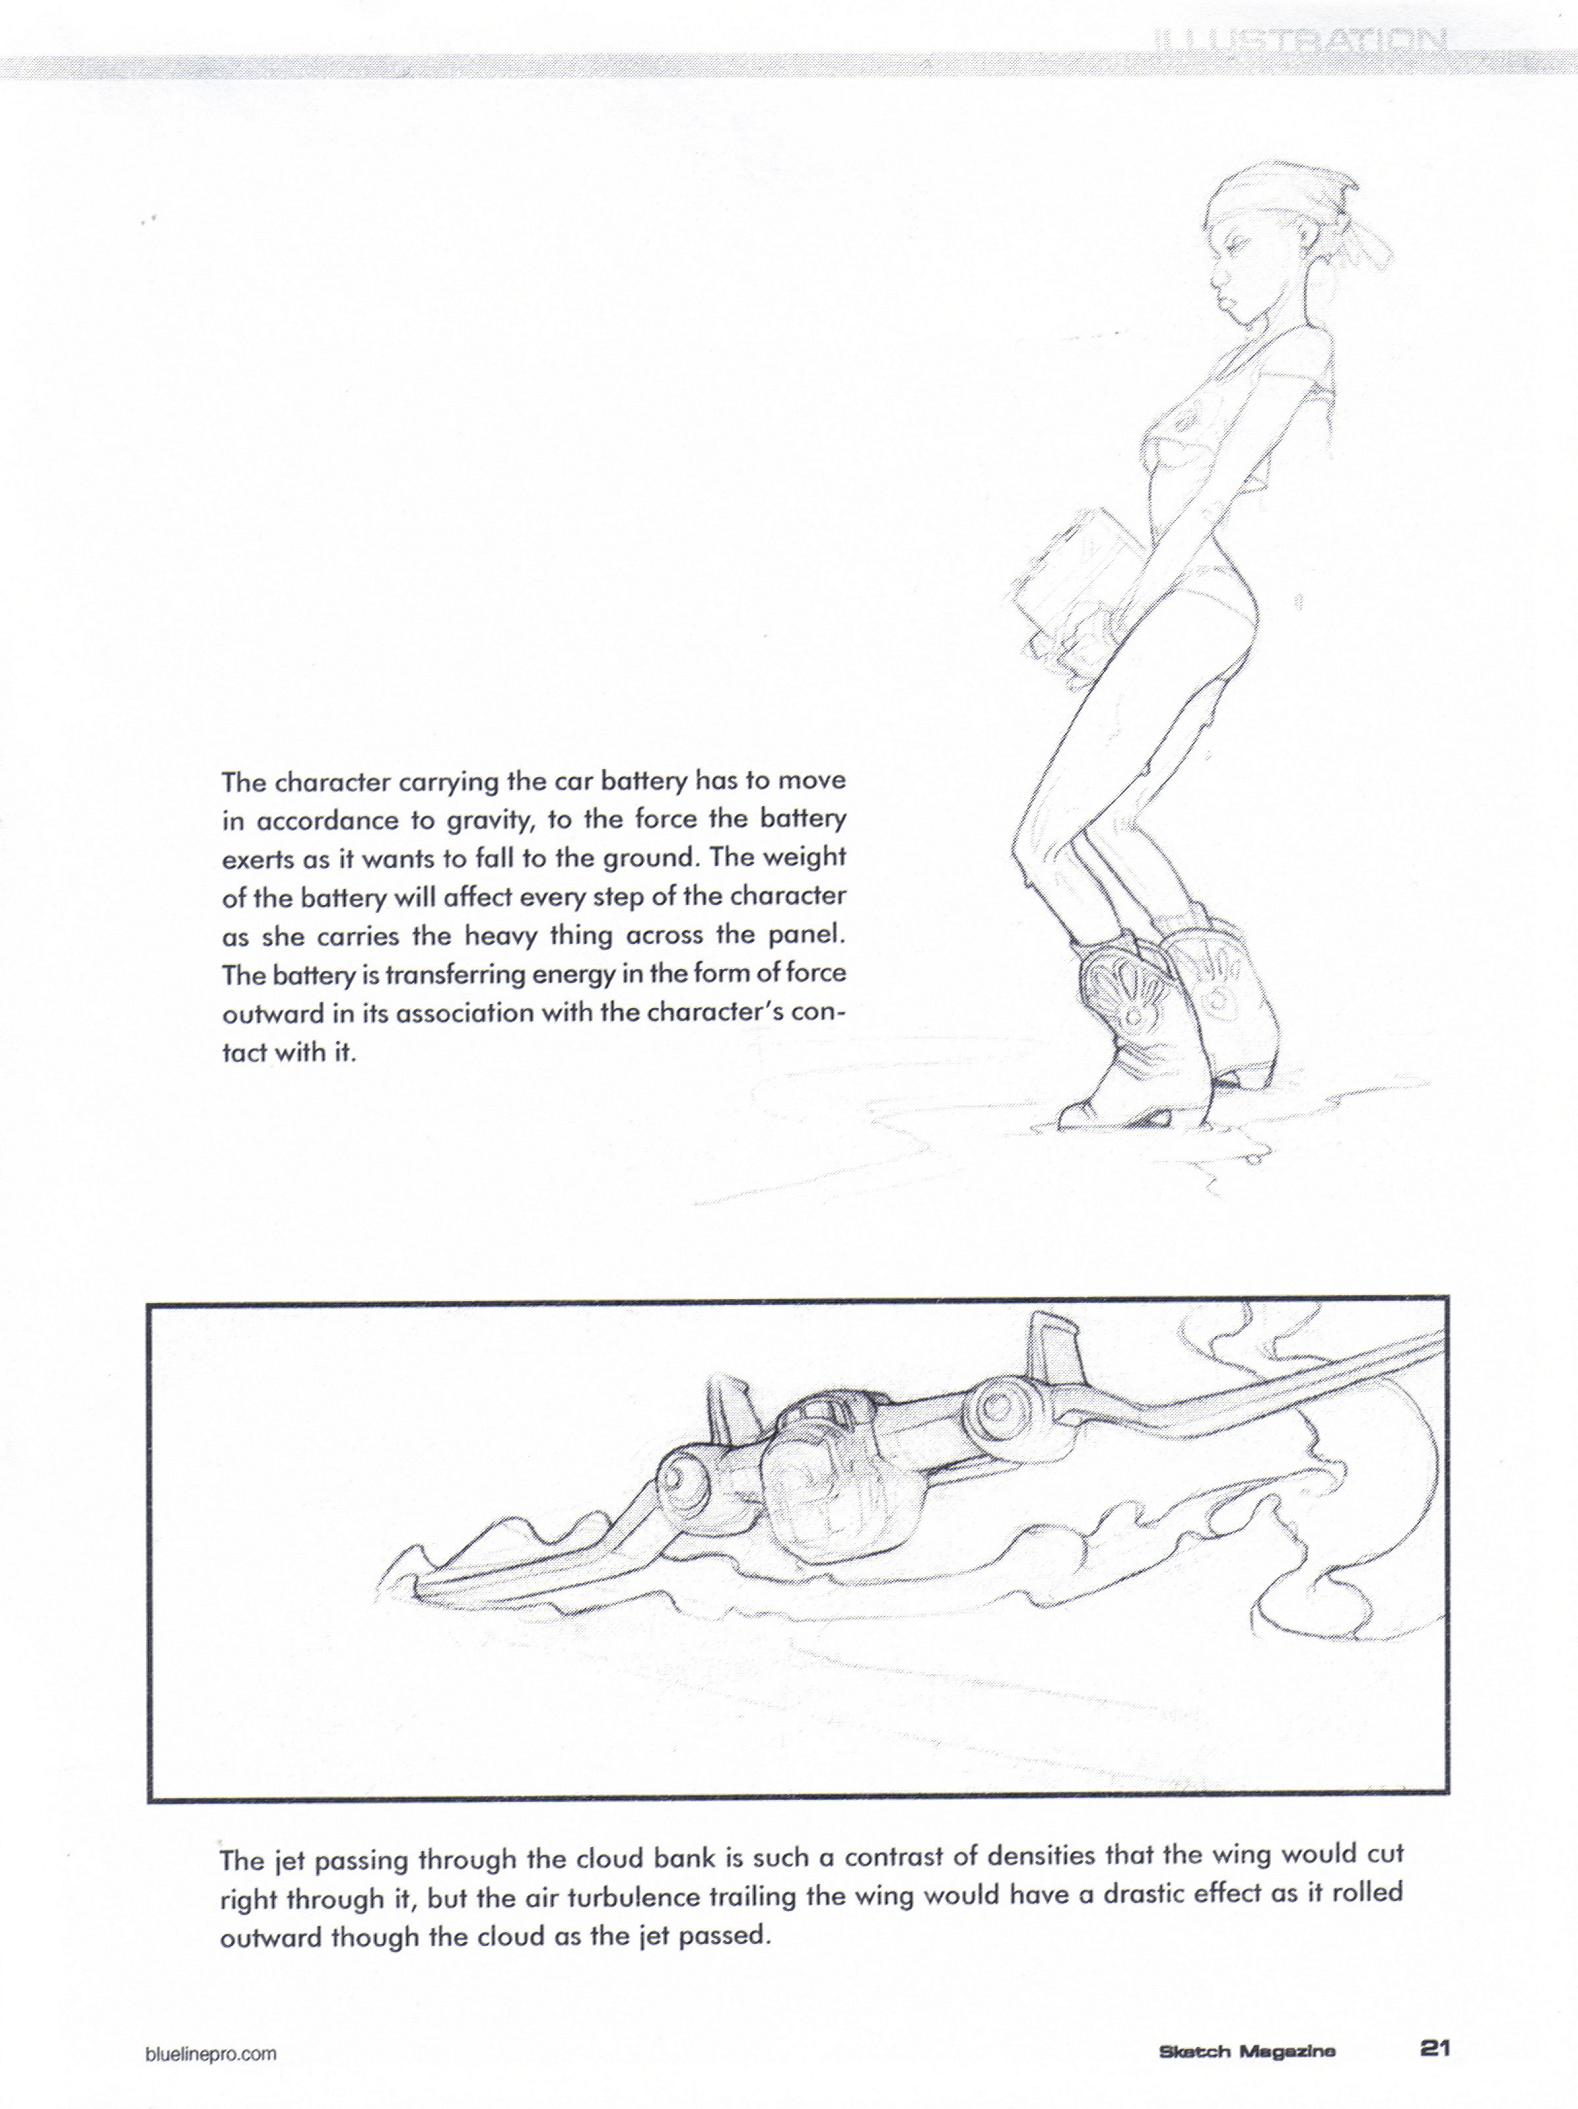 ILLUSTRATION
The character carrying the car battery has to move
in accordance to gravity, to the force the battery
exerts as it wants to fall to the ground. The weight
of the battery will affect every step of the character
as she carries the heavy thing across the panel.
The battery is transferring energy in the form of force
outward in its association with the character's con-
tact with it.
The jet passing through the cloud bank is such a contrast of densities that the wing would cut
right through it, but the air turbulence trailing the wing would have a drastic effect as it rolled
outward though the cloud as the jet passed.
bluelinepro.com
Sketch Magazine 21